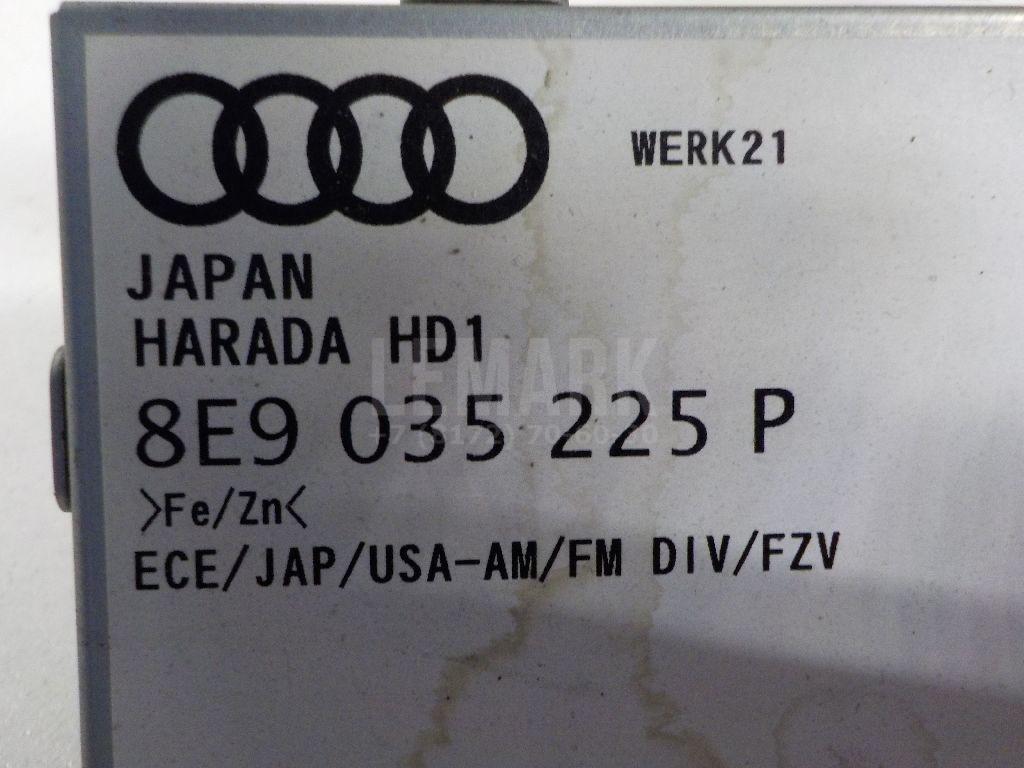 WERK21
JAPAN
HARADA HD1
LEMARK
8E9 035 225 P
>Fe/Zn<
ECE/JAP/USA-AM/FM DIV/FZV